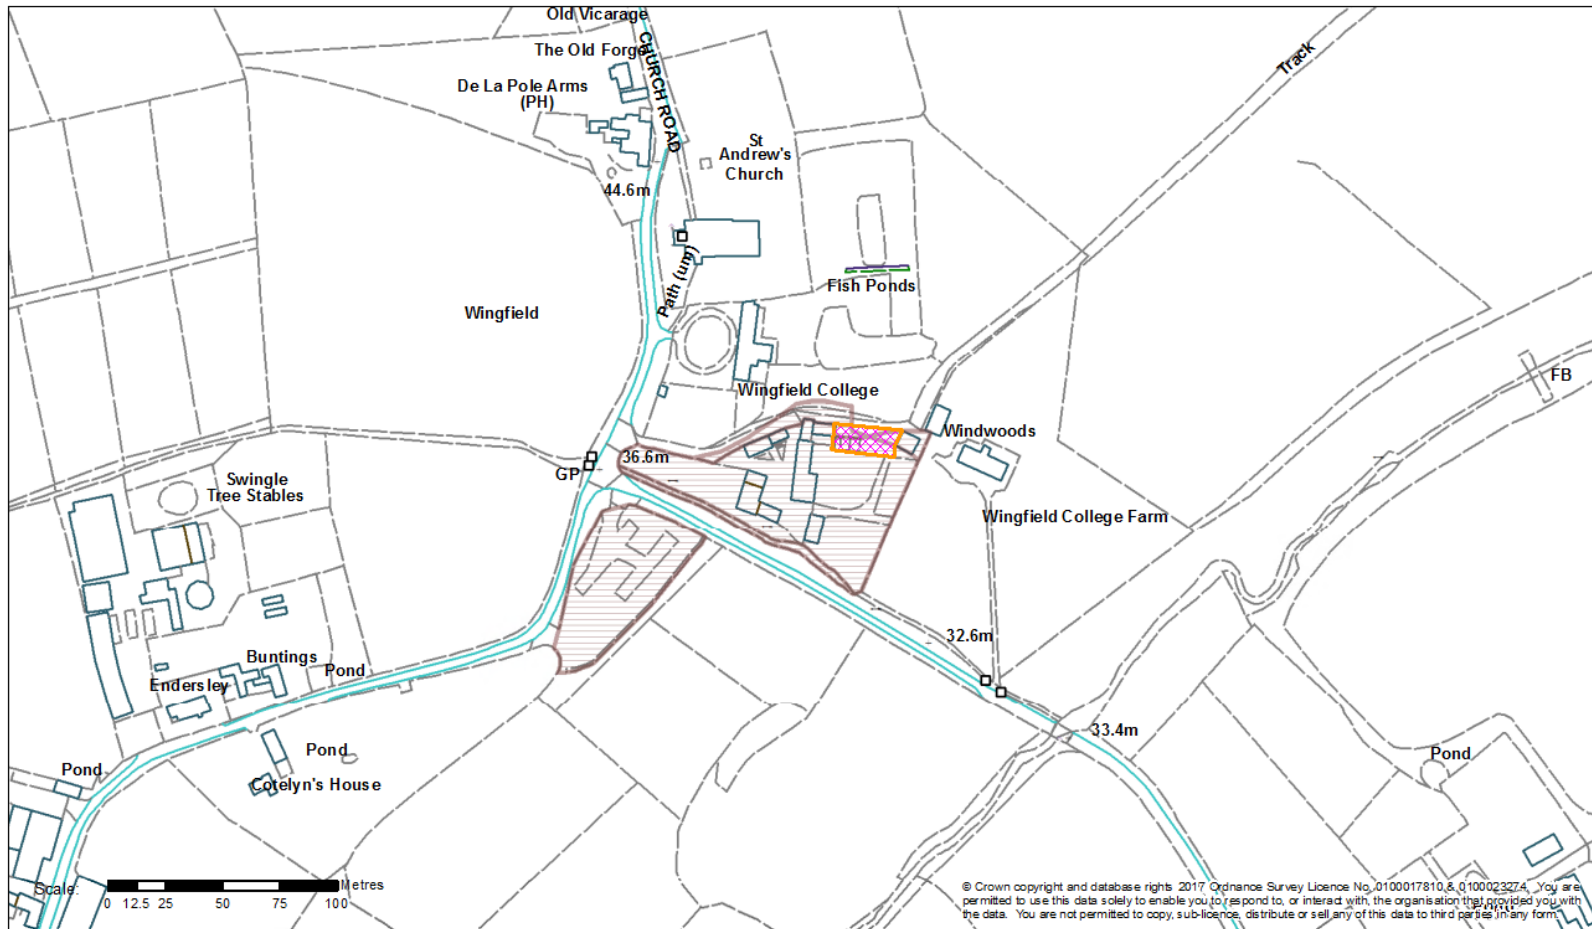 Old Vicarage
The Old Forge
CHURCH ROAD
De La Pole Arms
(PH)
Track
St
Andrew's
Church
44.6m
Path (um)
Fish Ponds
Wingfield
Wingfield College
FB
Windwoods
36.6m
GP
Swingle
Tree Stables
Wingfield College Farm
32.6m
Buntings
Pond
Endersley
33.4m
Pond
Pond
Pond
Cotelyn's House
Scale:
Metres
0 12.5 25 50 75 100
© Crown copyright and database rights 2017 Ordnance Survey Licence No. 0100017810 & 0100023274. You are
permitted to use this data solely to enable you to respond to, or interact with, the organisation that provided you with
the data. You are not permitted to copy, sub-licence, distribute or sell any of this data to third parties in any form.